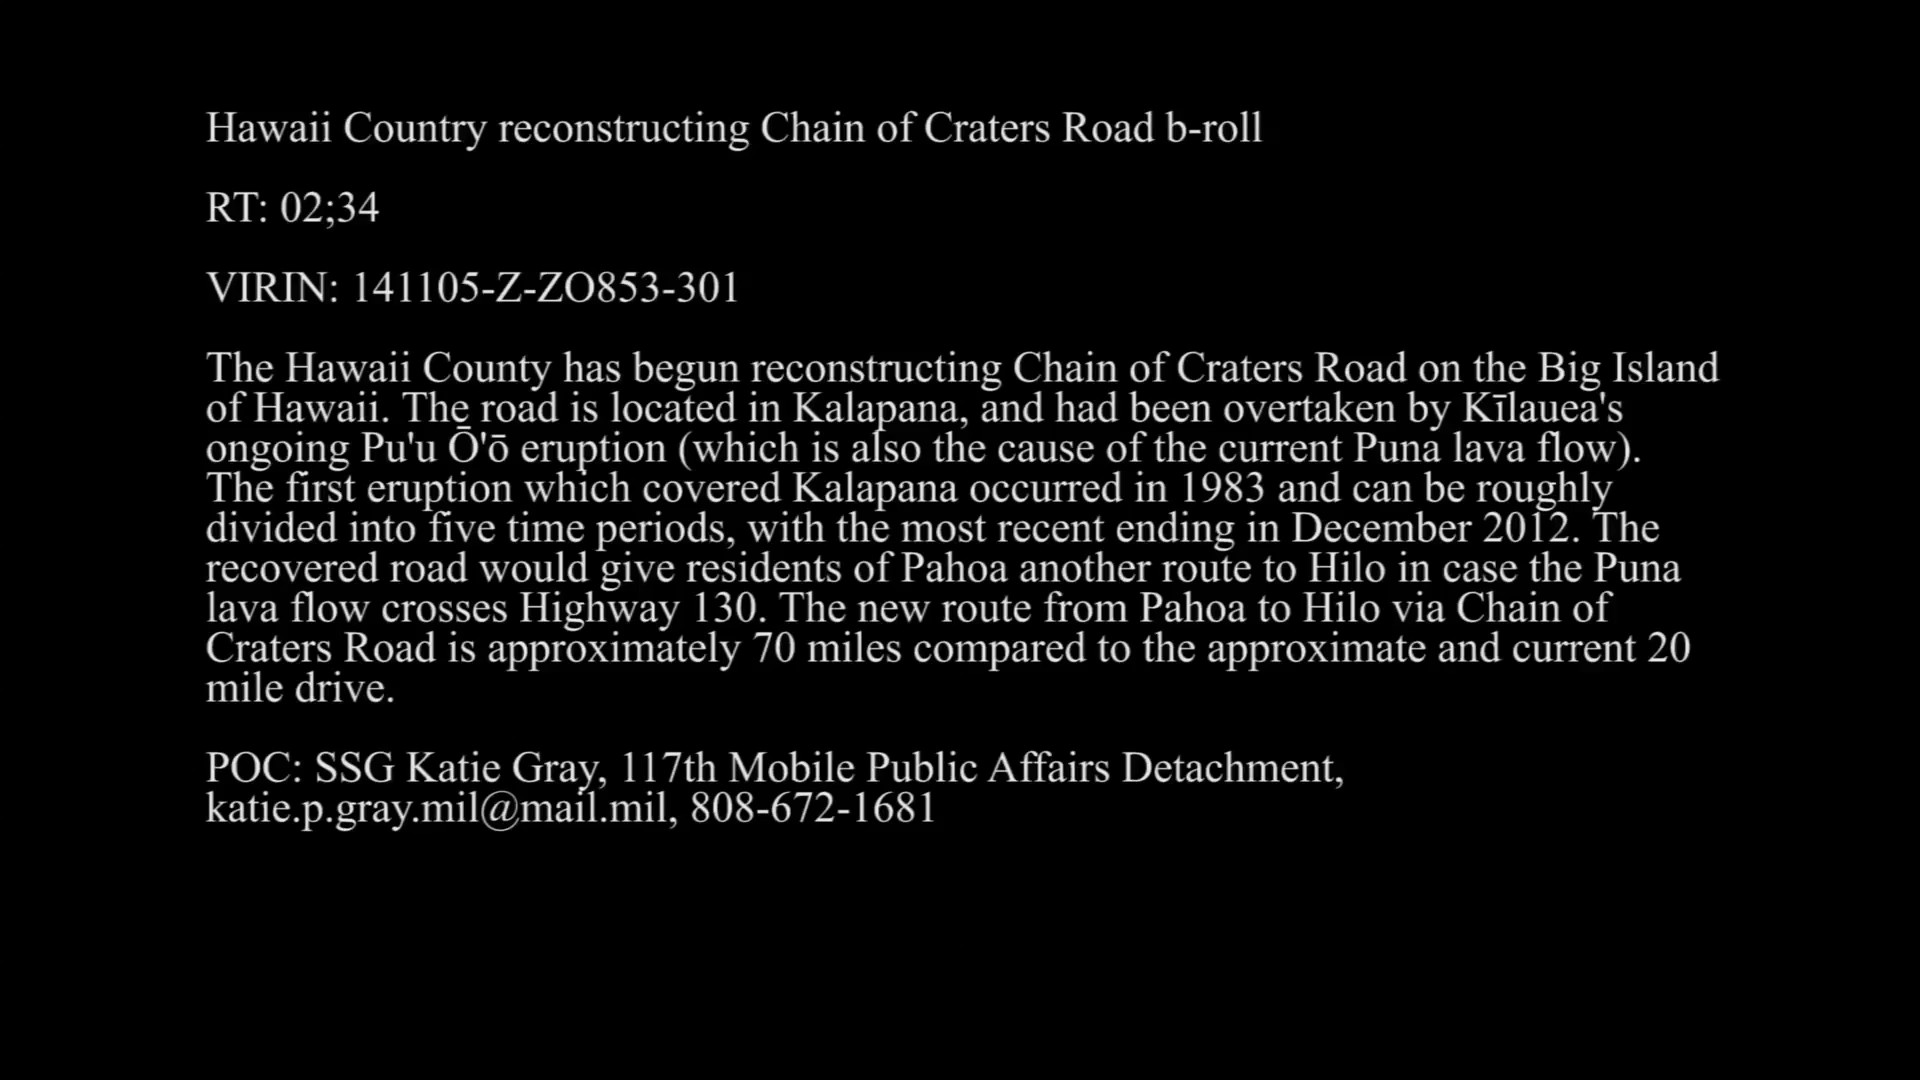 Hawaii Country reconstructing Chain of Craters Road b-roll
RT: 02;34
VIRIN: 141105-Z-ZO853-301
The Hawaii County has begun reconstructing Chain of Craters Road on the Big Island
of Hawaii. The road is located in Kalapana, and had been overtaken by Kīlauea's
ongoing Pu'u Ō'ō eruption (which is also the cause of the current Puna lava flow).
The first eruption which covered Kalapana occurred in 1983 and can be roughly
divided into five time periods, with the most recent ending in December 2012. The
recovered road would give residents of Pahoa another route to Hilo in case the Puna
lava flow crosses Highway 130. The new route from Pahoa to Hilo via Chain of
Craters Road is approximately 70 miles compared to the approximate and current 20
mile drive.
POC: SSG Katie Gray, 117th Mobile Public Affairs Detachment,
katie.p.gray.mil@mail.mil, 808-672-1681